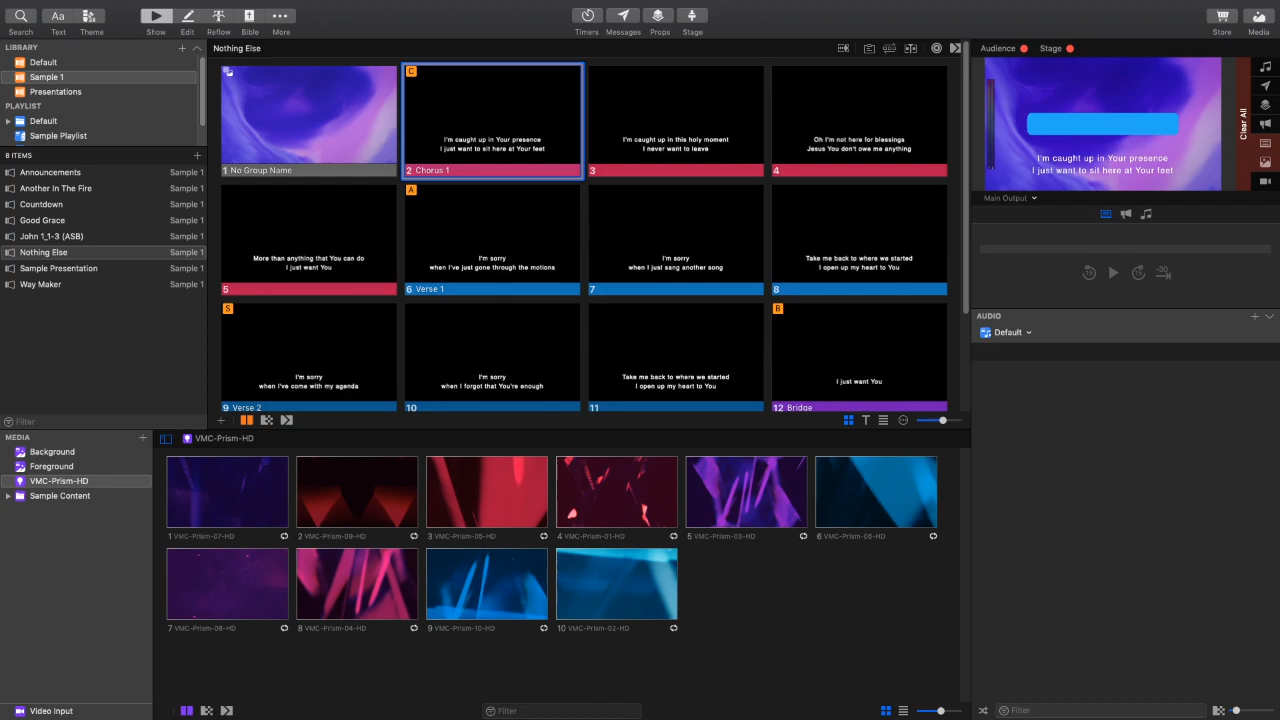 Search
Text
Theme
Show
Edit
Reflow
Bible
More
Timers
Messages
Props
Stage
Store
Media
LIBRARY
Default
Sample 1
Presentations
PLAYLIST
Default
Sample Playlist
8 ITEMS
Announcements Sample 1
Another In The Fire Sample 1
Countdown Sample 1
Good Grace Sample 1
John 1_1-3 (ASB) Sample 1
Nothing Else Sample 1
Sample Presentation Sample 1
Way Maker Sample 1
Filter
Nothing Else
1 No Group Name
C
I'm caught up in Your presence
I just want to sit here at Your feet
2 Chorus 1
I'm caught up in this holy moment
I never want to leave
3
Oh I'm not here for blessings
Jesus You don't owe me anything
4
More than anything that You can do
I just want You
5
A
I'm sorry
when I've just gone through the motions
6 Verse 1
I'm sorry
when I just sang another song
7
Take me back to where we started
I open up my heart to You
8
S
I'm sorry
when I've come with my agenda
9 Verse 2
I'm sorry
when I forgot that You're enough
10
Take me back to where we started
I open up my heart to You
11
B
I just want You
12 Bridge
Audience
Stage
I'm caught up in Your presence
I just want to sit here at Your feet
Clear All
Main Output
15
15
-30
AUDIO
Default
MEDIA
Background
Foreground
VMC-Prism-HD
Sample Content
Video Input
VMC-Prism-HD
1 VMC-Prism-07-HD
2 VMC-Prism-09-HD
3 VMC-Prism-05-HD
4 VMC-Prism-01-HD
5 VMC-Prism-03-HD
6 VMC-Prism-06-HD
7 VMC-Prism-08-HD
8 VMC-Prism-04-HD
9 VMC-Prism-10-HD
10 VMC-Prism-02-HD
Filter
Filter